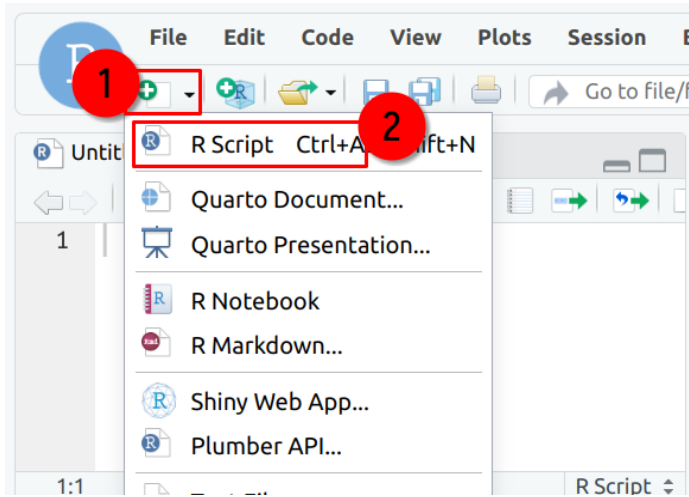 File Edit Code View Plots Session
1
Go to file/f
2
R Script Ctrl+A
ift+N
Untit
Quarto Document...
1
Quarto Presentation...
R Notebook
R Markdown...
Shiny Web App...
Plumber API...
1:1
R Script